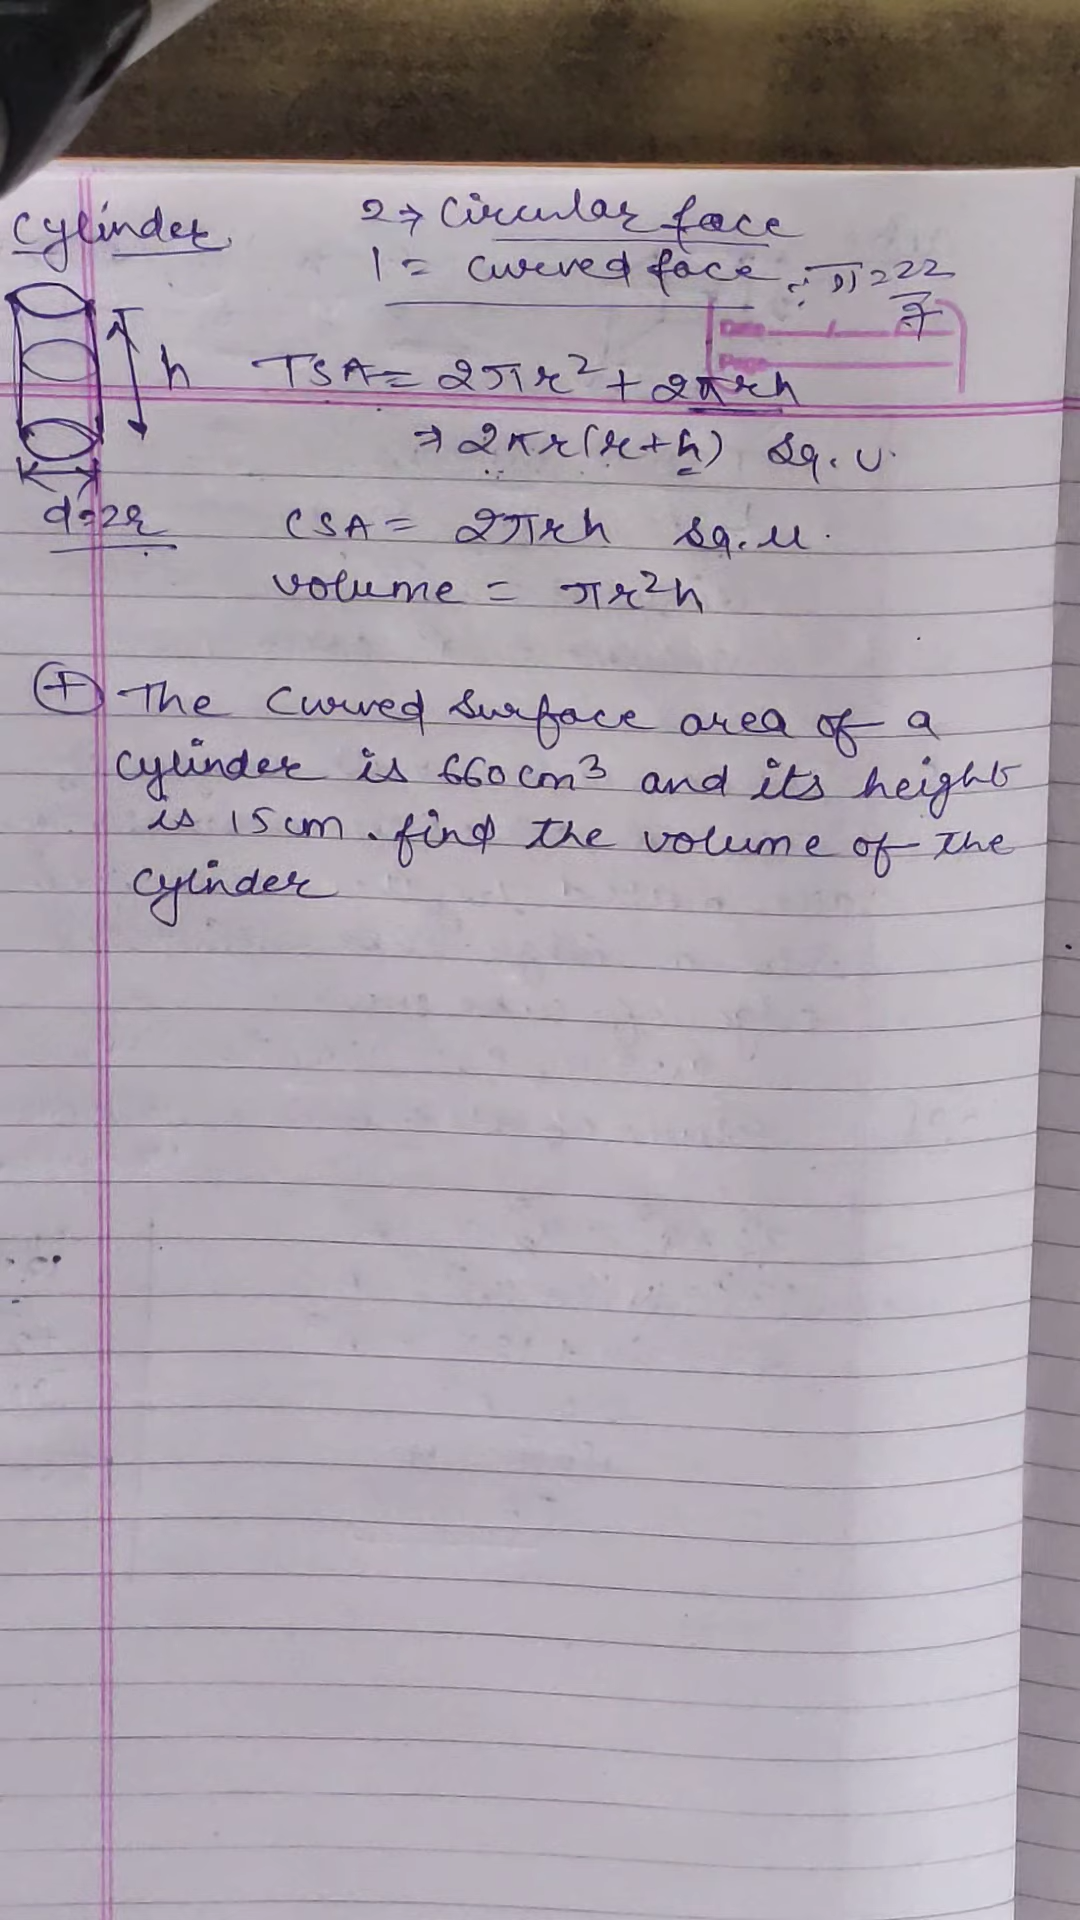 Cylinder
2→ Circular face
1 = curved face ∴ π = 22/7
Date
Page
h
TSA = 2πr² + 2πrh
⇒ 2πr(r+h) sq. u.
d=2r
CSA = 2πrh sq. u.
volume = πr²h
The curved surface area of a
cylinder is 660 cm³ and its height
is 15 cm. find the volume of the
cylinder